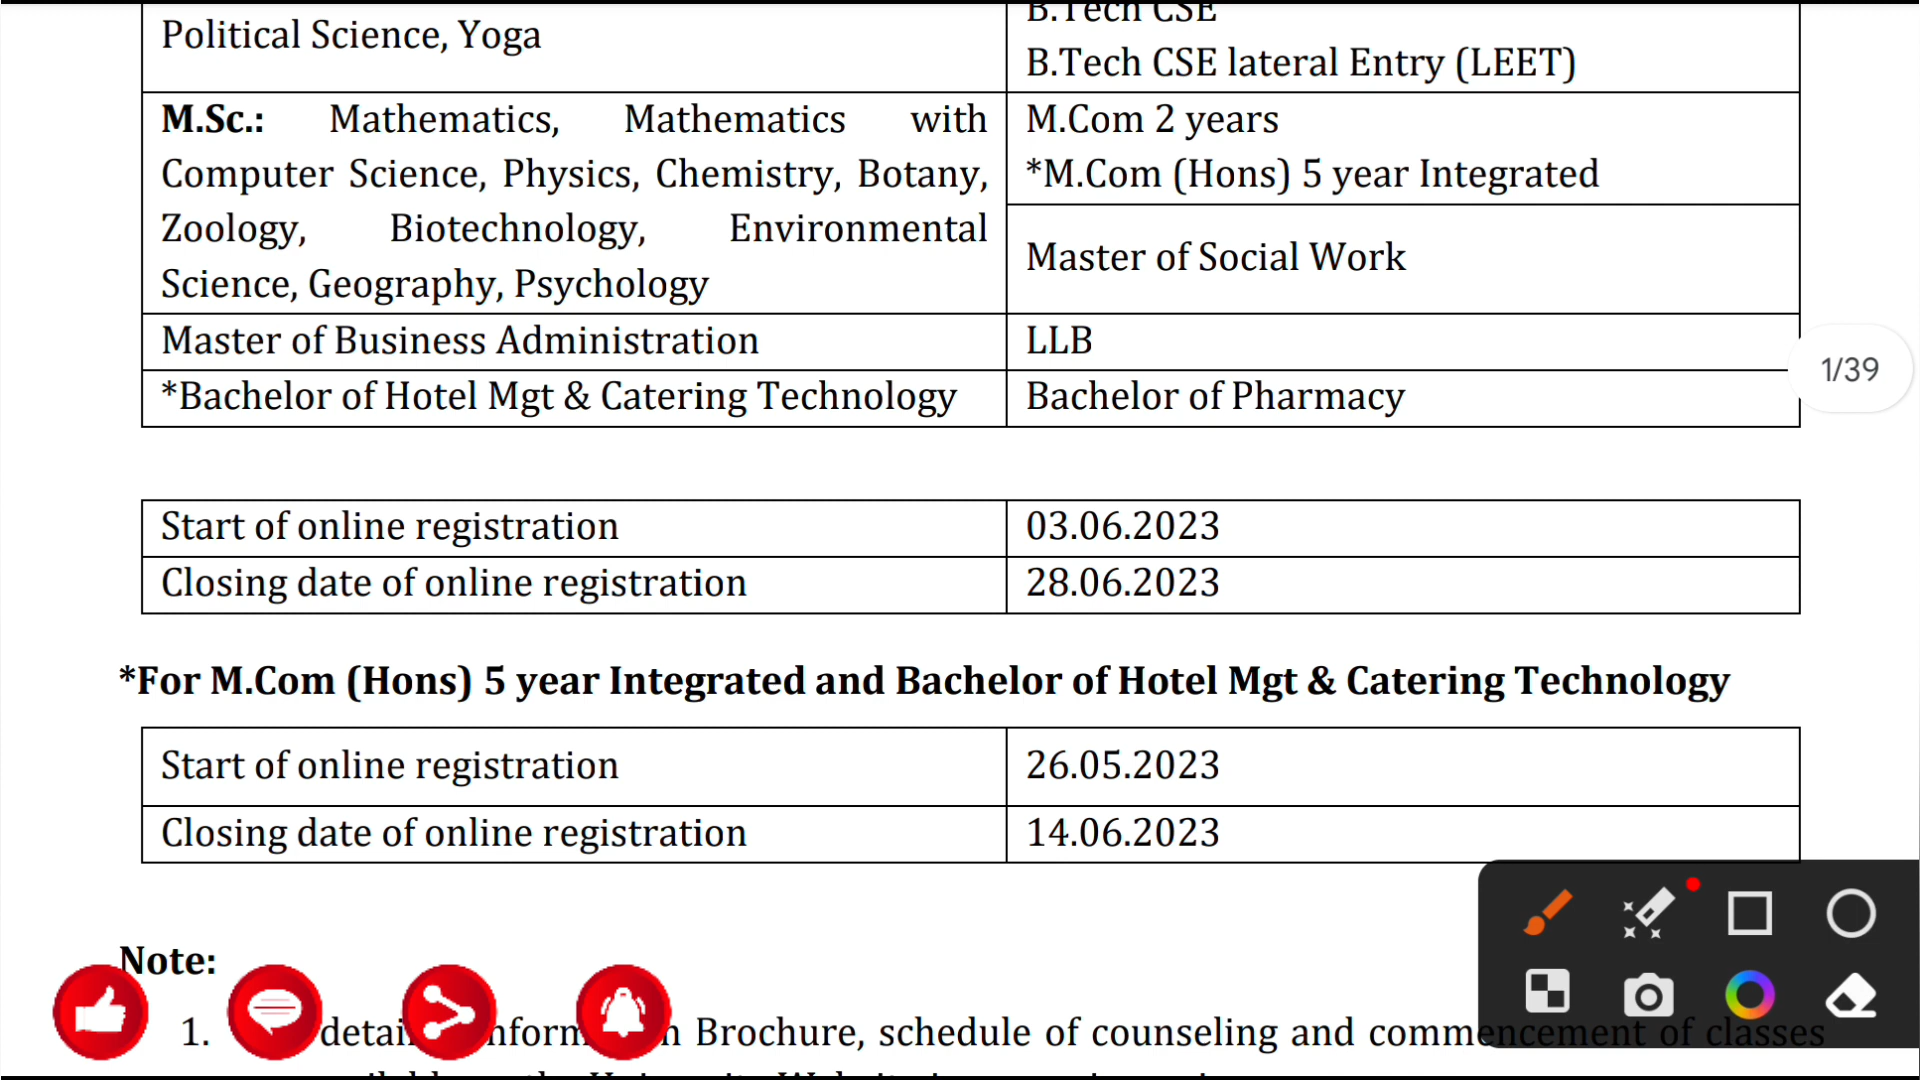 Political Science, Yoga
B.Tech CSE
B.Tech CSE lateral Entry (LEET)
M.Sc.: Mathematics, Mathematics with
Computer Science, Physics, Chemistry, Botany,
Zoology, Biotechnology, Environmental
Science, Geography, Psychology
M.Com 2 years
*M.Com (Hons) 5 year Integrated
Master of Social Work
Master of Business Administration
LLB
*Bachelor of Hotel Mgt & Catering Technology
Bachelor of Pharmacy
1/39
Start of online registration
03.06.2023
Closing date of online registration
28.06.2023
*For M.Com (Hons) 5 year Integrated and Bachelor of Hotel Mgt & Catering Technology
Start of online registration
26.05.2023
Closing date of online registration
14.06.2023
Note:
1. Brochure, schedule of counseling and commencement of classes